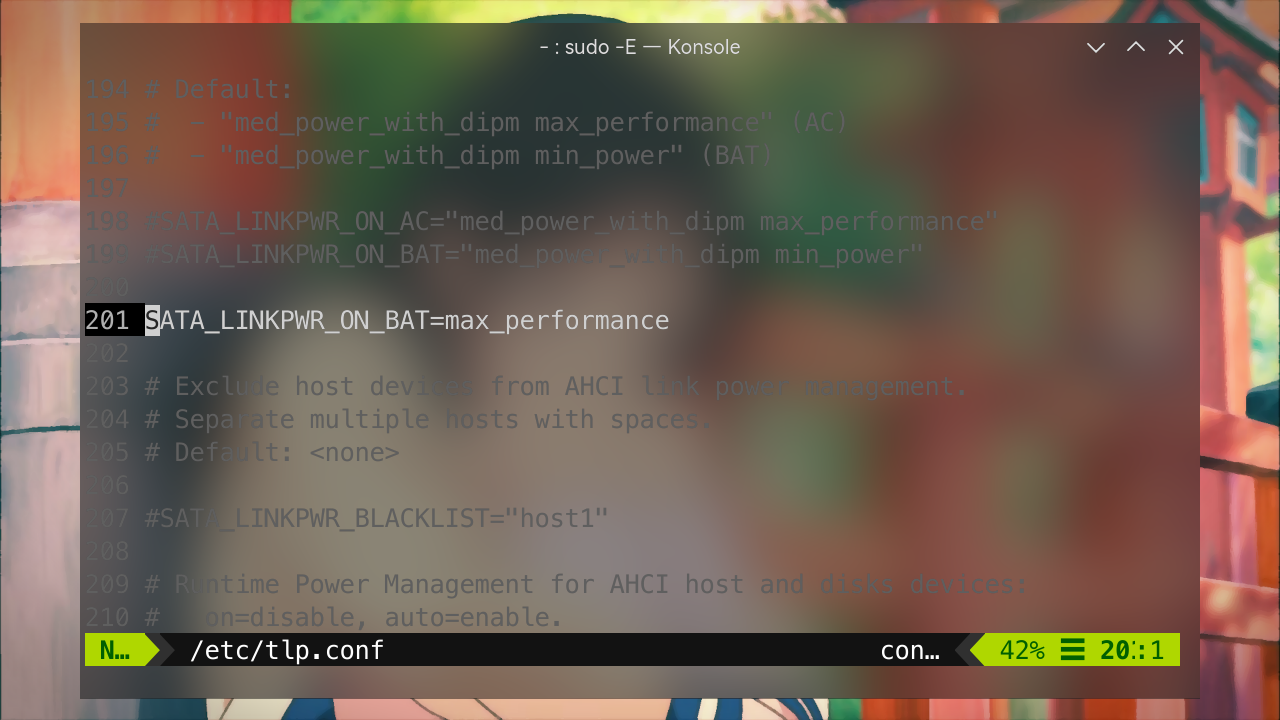 - : sudo -E — Konsole
194 # Default:
195 #  - "med_power_with_dipm max_performance" (AC)
196 #  - "med_power_with_dipm min_power" (BAT)
197
198 #SATA_LINKPWR_ON_AC="med_power_with_dipm max_performance"
199 #SATA_LINKPWR_ON_BAT="med_power_with_dipm min_power"
200
201 SATA_LINKPWR_ON_BAT=max_performance
202
203 # Exclude host devices from AHCI link power management.
204 # Separate multiple hosts with spaces.
205 # Default: <none>
206
207 #SATA_LINKPWR_BLACKLIST="host1"
208
209 # Runtime Power Management for AHCI host and disks devices:
210 #   on=disable, auto=enable.
N… /etc/tlp.conf con… 42% ☰ 20⁚:1